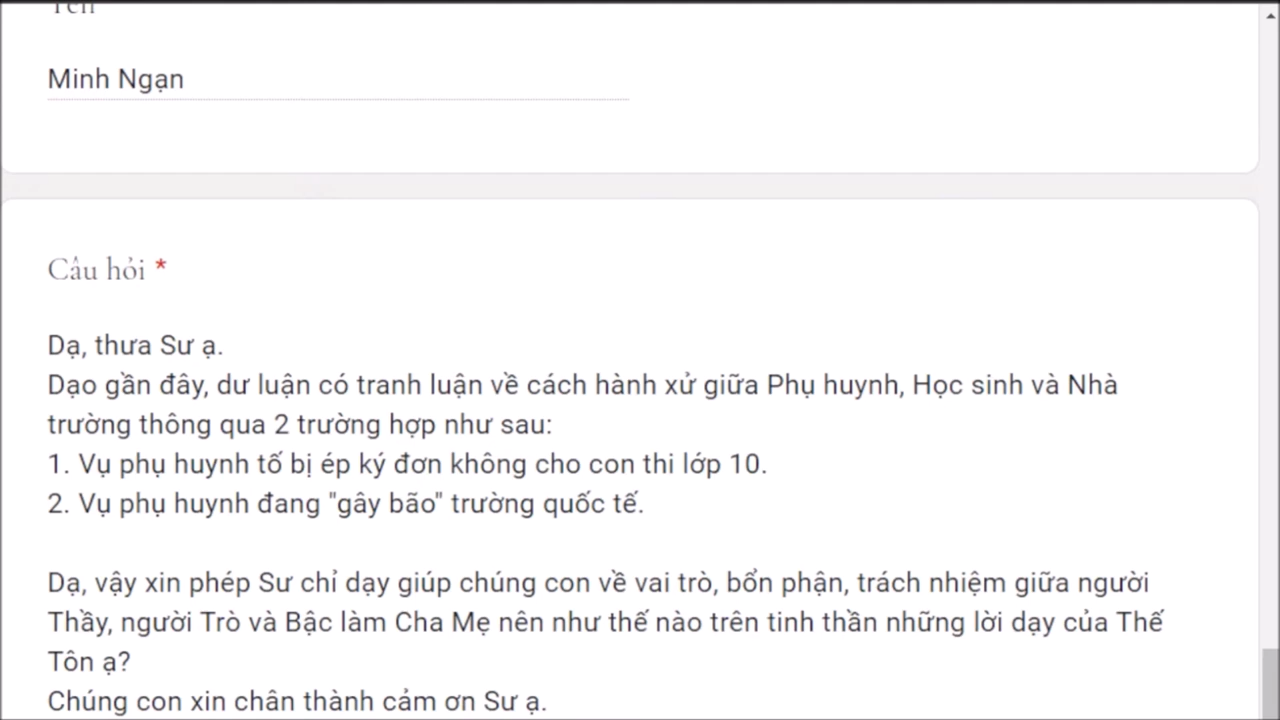 Tên
Minh Ngạn
Câu hỏi *
Dạ, thưa Sư ạ.
Dạo gần đây, dư luận có tranh luận về cách hành xử giữa Phụ huynh, Học sinh và Nhà
trường thông qua 2 trường hợp như sau:
1. Vụ phụ huynh tố bị ép ký đơn không cho con thi lớp 10.
2. Vụ phụ huynh đang "gây bão" trường quốc tế.
Dạ, vậy xin phép Sư chỉ dạy giúp chúng con về vai trò, bổn phận, trách nhiệm giữa người
Thầy, người Trò và Bậc làm Cha Mẹ nên như thế nào trên tinh thần những lời dạy của Thế
Tôn ạ?
Chúng con xin chân thành cảm ơn Sư ạ.